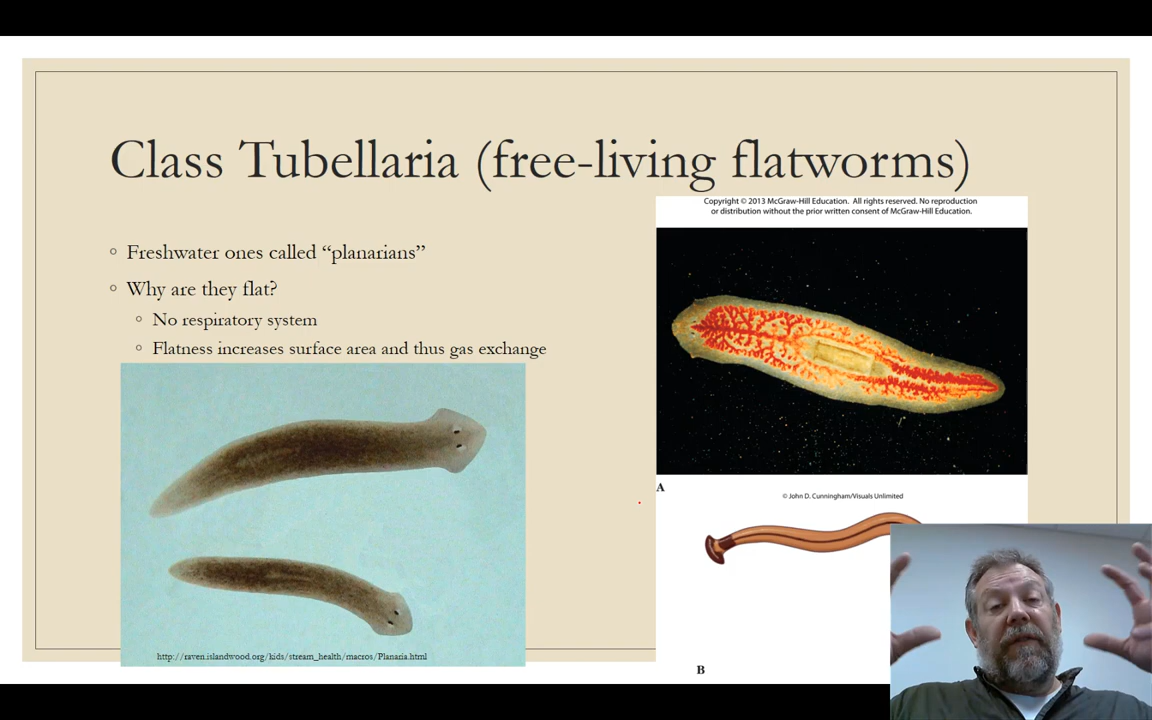 Class Tubellaria (free-living flatworms)
Freshwater ones called “planarians”
Why are they flat?
No respiratory system
Flatness increases surface area and thus gas exchange
http://raven.islandwood.org/kids/stream_health/macros/Planaria.html
Copyright © 2013 McGraw-Hill Education. All rights reserved. No reproduction
or distribution without the prior written consent of McGraw-Hill Education.
A
© John D. Cunningham/Visuals Unlimited
B